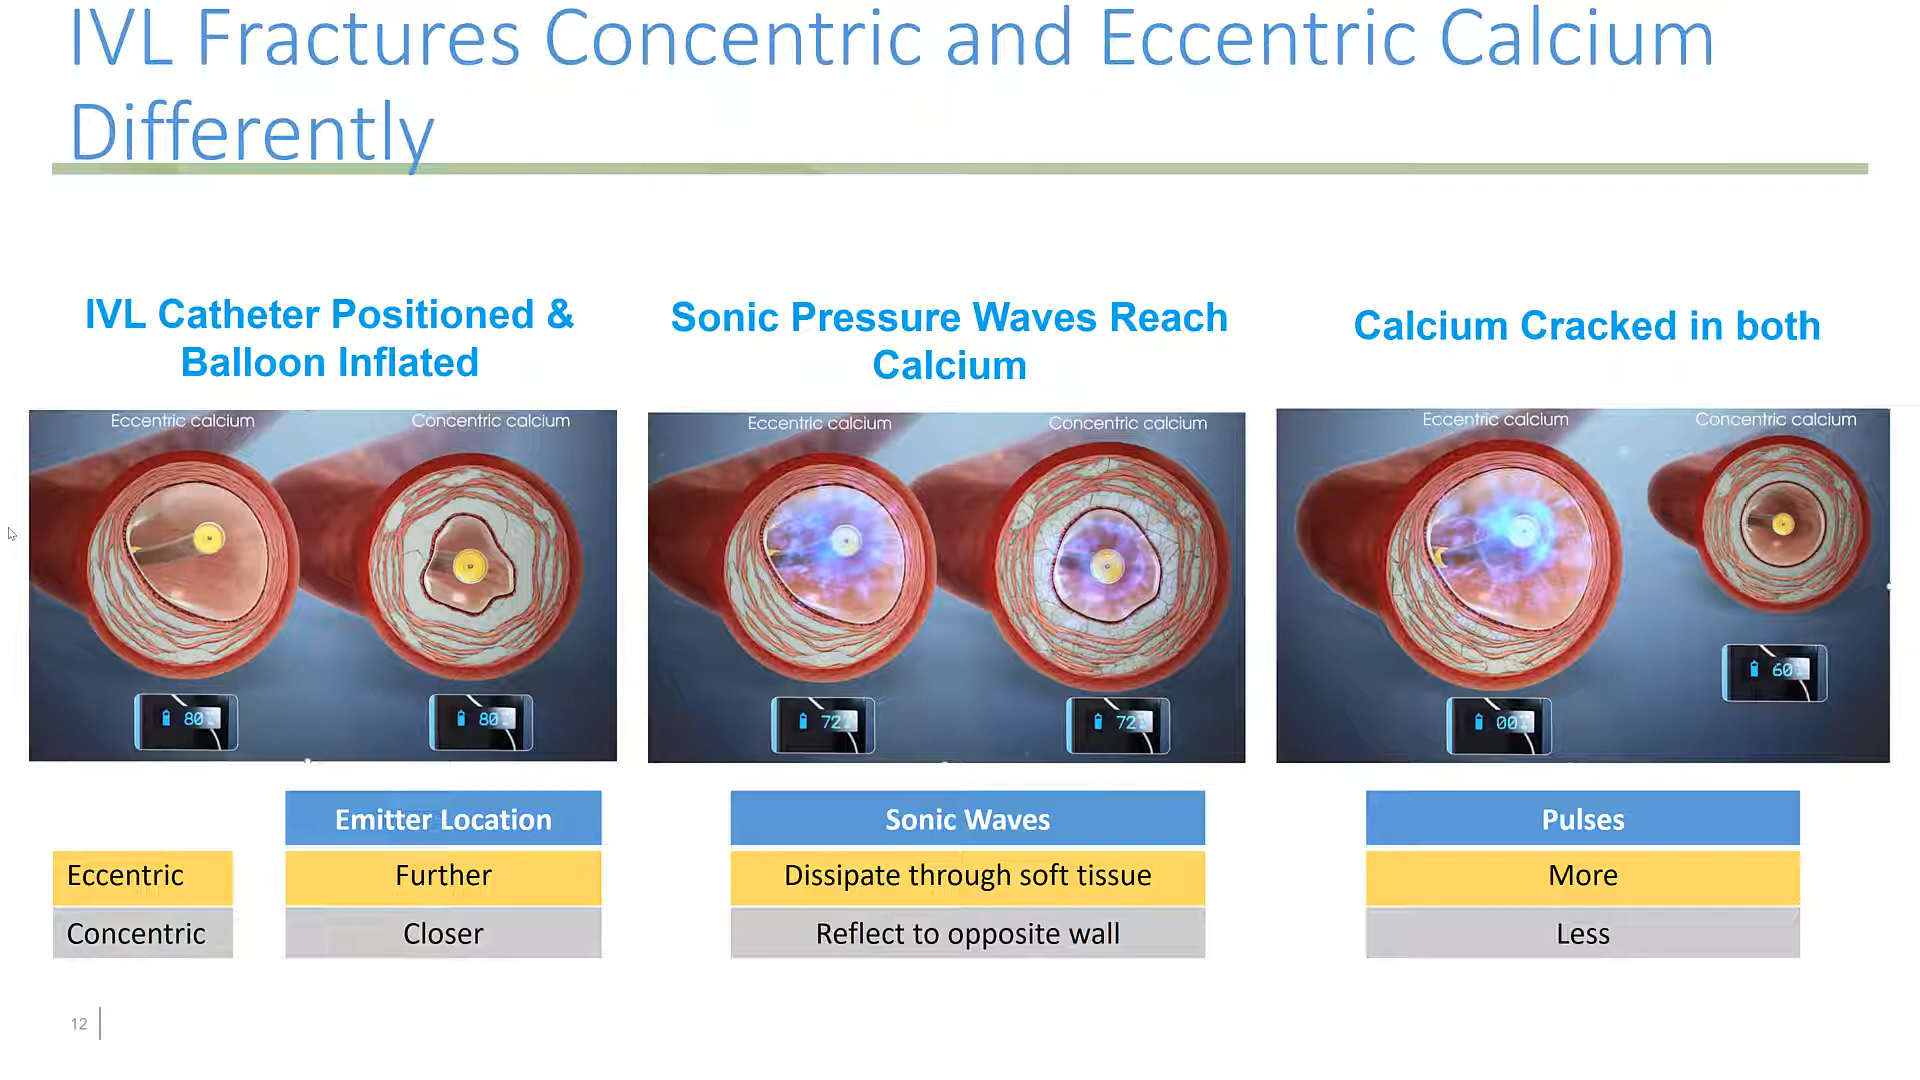 IVL Fractures Concentric and Eccentric Calcium
Differently
IVL Catheter Positioned &
Balloon Inflated
Sonic Pressure Waves Reach
Calcium
Calcium Cracked in both
Eccentric calcium
Concentric calcium
80
80
Eccentric calcium
Concentric calcium
72
72
Eccentric calcium
Concentric calcium
00
60
Emitter Location
Sonic Waves
Pulses
Eccentric
Further
Dissipate through soft tissue
More
Concentric
Closer
Reflect to opposite wall
Less
12